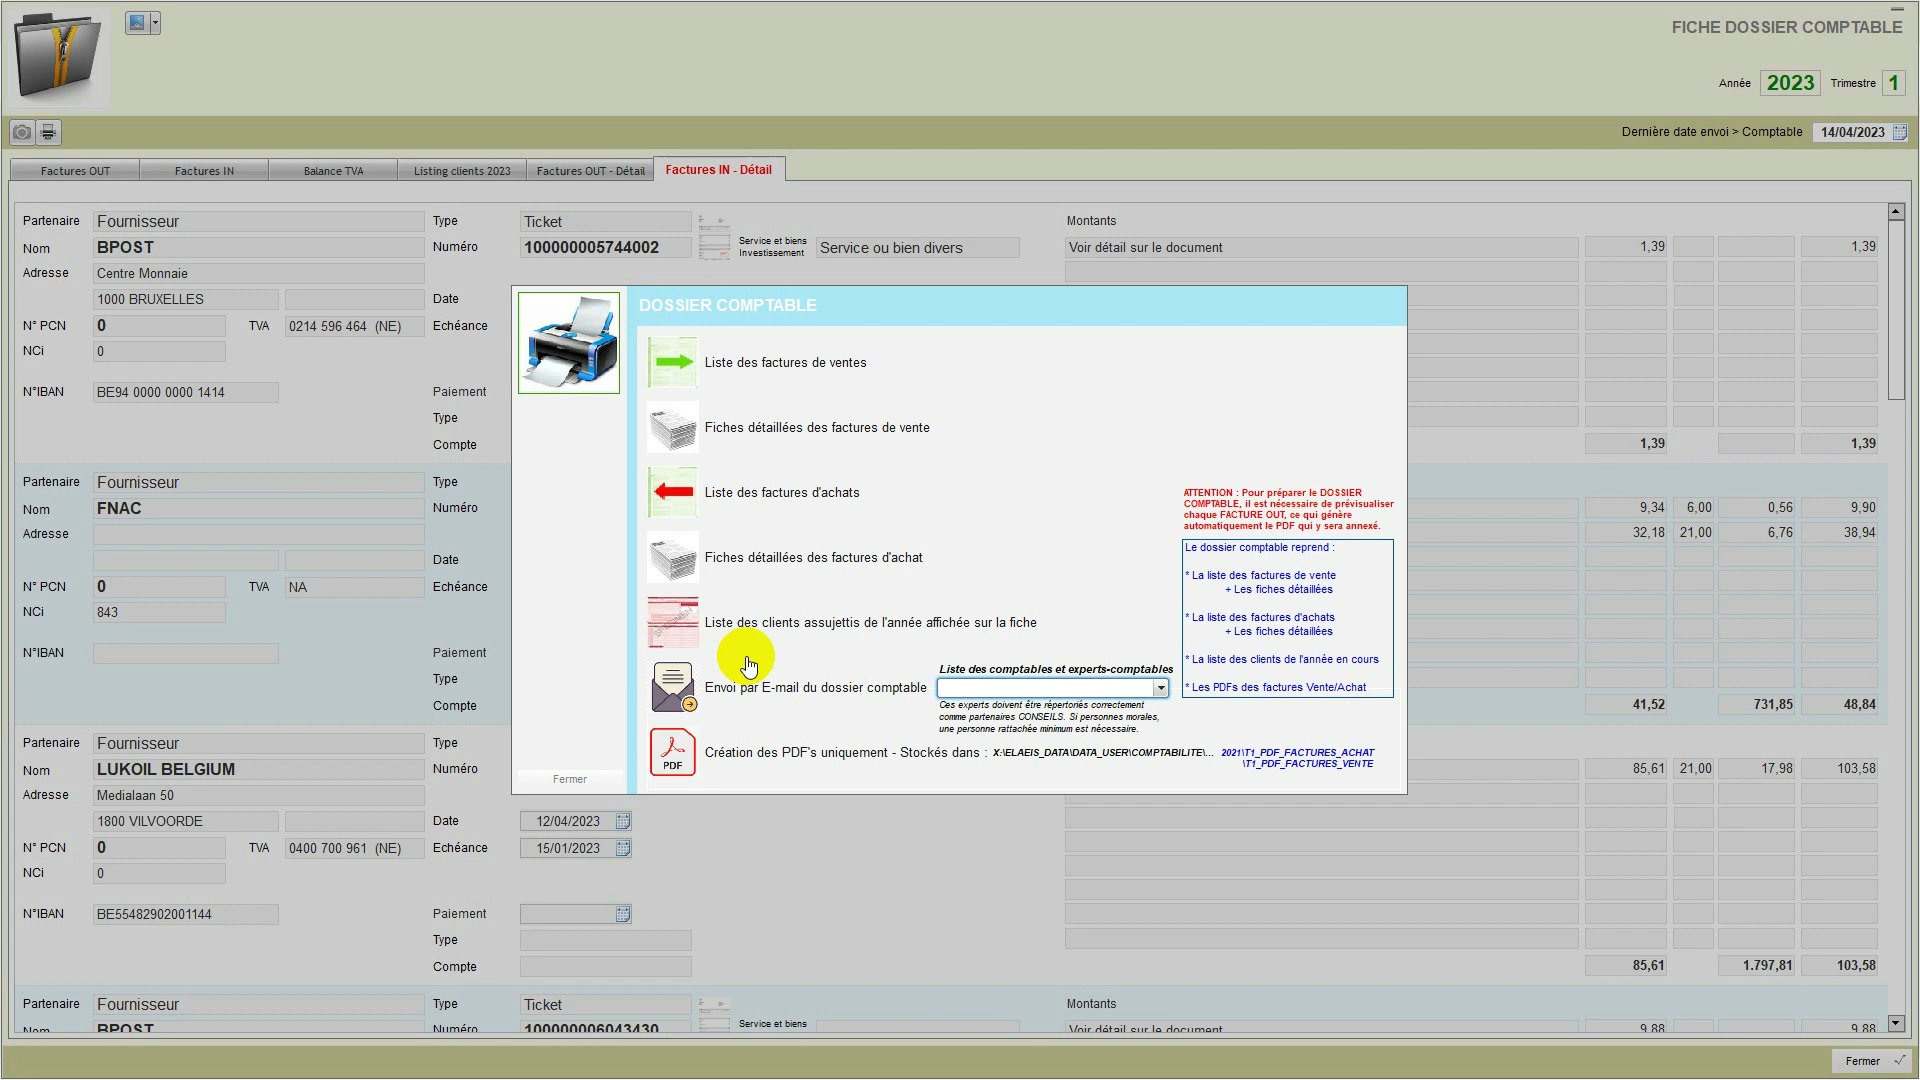 FICHE DOSSIER COMPTABLE
Année 2023 Trimestre 1
Dernière date envoi > Comptable 14/04/2023
Factures OUT Factures IN Balance TVA Listing clients 2023 Factures OUT - Détail Factures IN - Détail
Partenaire Fournisseur Type Ticket Montants
Nom BPOST Numéro 100000005744002 Service et biens Investissement Service ou bien divers Voir détail sur le document 1,39 1,39
Adresse Centre Monnaie
1000 BRUXELLES Date
N° PCN 0 TVA 0214 596 464 (NE) Echéance
NCi 0
N°IBAN BE94 0000 0000 1414 Paiement
Type
Compte 1,39 1,39
Partenaire Fournisseur Type
Nom FNAC Numéro 9,34 6,00 0,56 9,90
Adresse 32,18 21,00 6,76 38,94
Date
N° PCN 0 TVA NA Echéance
NCi 843
N°IBAN Paiement
Type
Compte 41,52 731,85 48,84
Partenaire Fournisseur Type
Nom LUKOIL BELGIUM Numéro 85,61 21,00 17,98 103,58
Adresse Medialaan 50
1800 VILVOORDE Date 12/04/2023
N° PCN 0 TVA 0400 700 961 (NE) Echéance 15/01/2023
NCi 0
N°IBAN BE55482902001144 Paiement
Type
Compte 85,61 1.797,81 103,58
Partenaire Fournisseur Type Ticket Montants
Nom BPOST Numéro 100000006043430 Service et biens Voir détail sur le document 9,88 9,88
Fermer
DOSSIER COMPTABLE
Liste des factures de ventes
Fiches détaillées des factures de vente
Liste des factures d'achats
Fiches détaillées des factures d'achat
Liste des clients assujettis de l'année affichée sur la fiche
Envoi par E-mail du dossier comptable
Liste des comptables et experts-comptables
Ces experts doivent être répertoriés correctement
comme partenaires CONSEILS. Si personnes morales,
une personne rattachée minimum est nécessaire.
PDF
Création des PDF's uniquement - Stockés dans : X:\ELAEIS_DATA\DATA_USER\COMPTABILITE\... 2021\T1_PDF_FACTURES_ACHAT
\T1_PDF_FACTURES_VENTE
Fermer
ATTENTION : Pour préparer le DOSSIER
COMPTABLE, il est nécessaire de prévisualiser
chaque FACTURE OUT, ce qui génère
automatiquement le PDF qui y sera annexé.
Le dossier comptable reprend :
* La liste des factures de vente
+ Les fiches détaillées
* La liste des factures d'achats
+ Les fiches détaillées
* La liste des clients de l'année en cours
* Les PDFs des factures Vente/Achat